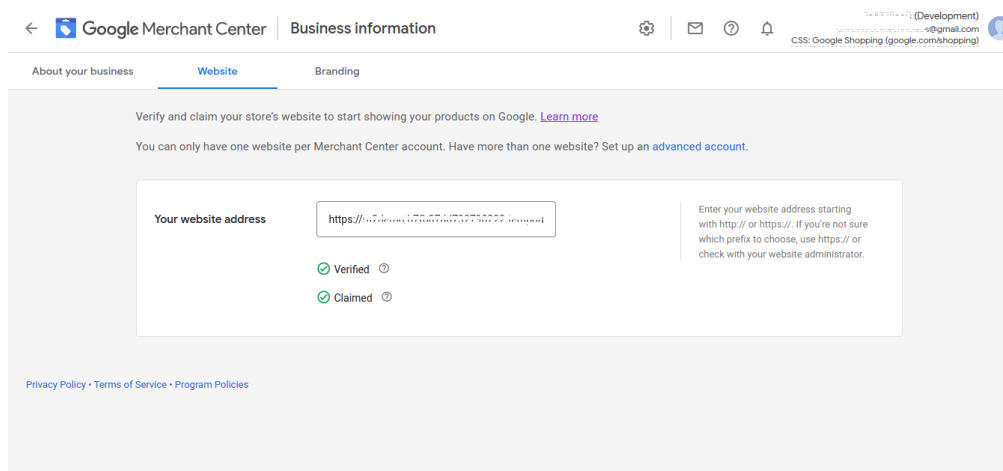 Google Merchant Center Business information
(Development)
s@gmail.com
CSS: Google Shopping (google.com/shopping)
About your business Website Branding
Verify and claim your store's website to start showing your products on Google. Learn more
You can only have one website per Merchant Center account. Have more than one website? Set up an advanced account.
Your website address
https://
Verified
Claimed
Enter your website address starting
with http:// or https://. If you're not sure
which prefix to choose, use https:// or
check with your website administrator.
Privacy Policy • Terms of Service • Program Policies